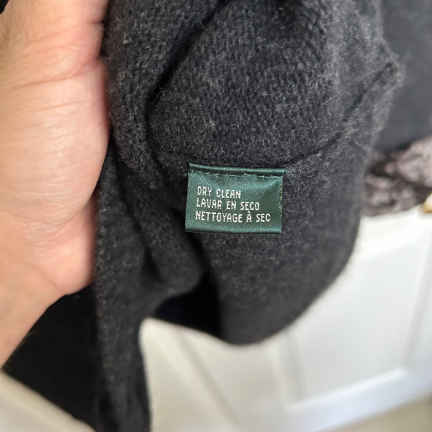 DRY CLEAN
LAVAR EN SECO
NETTOYAGE À SEC